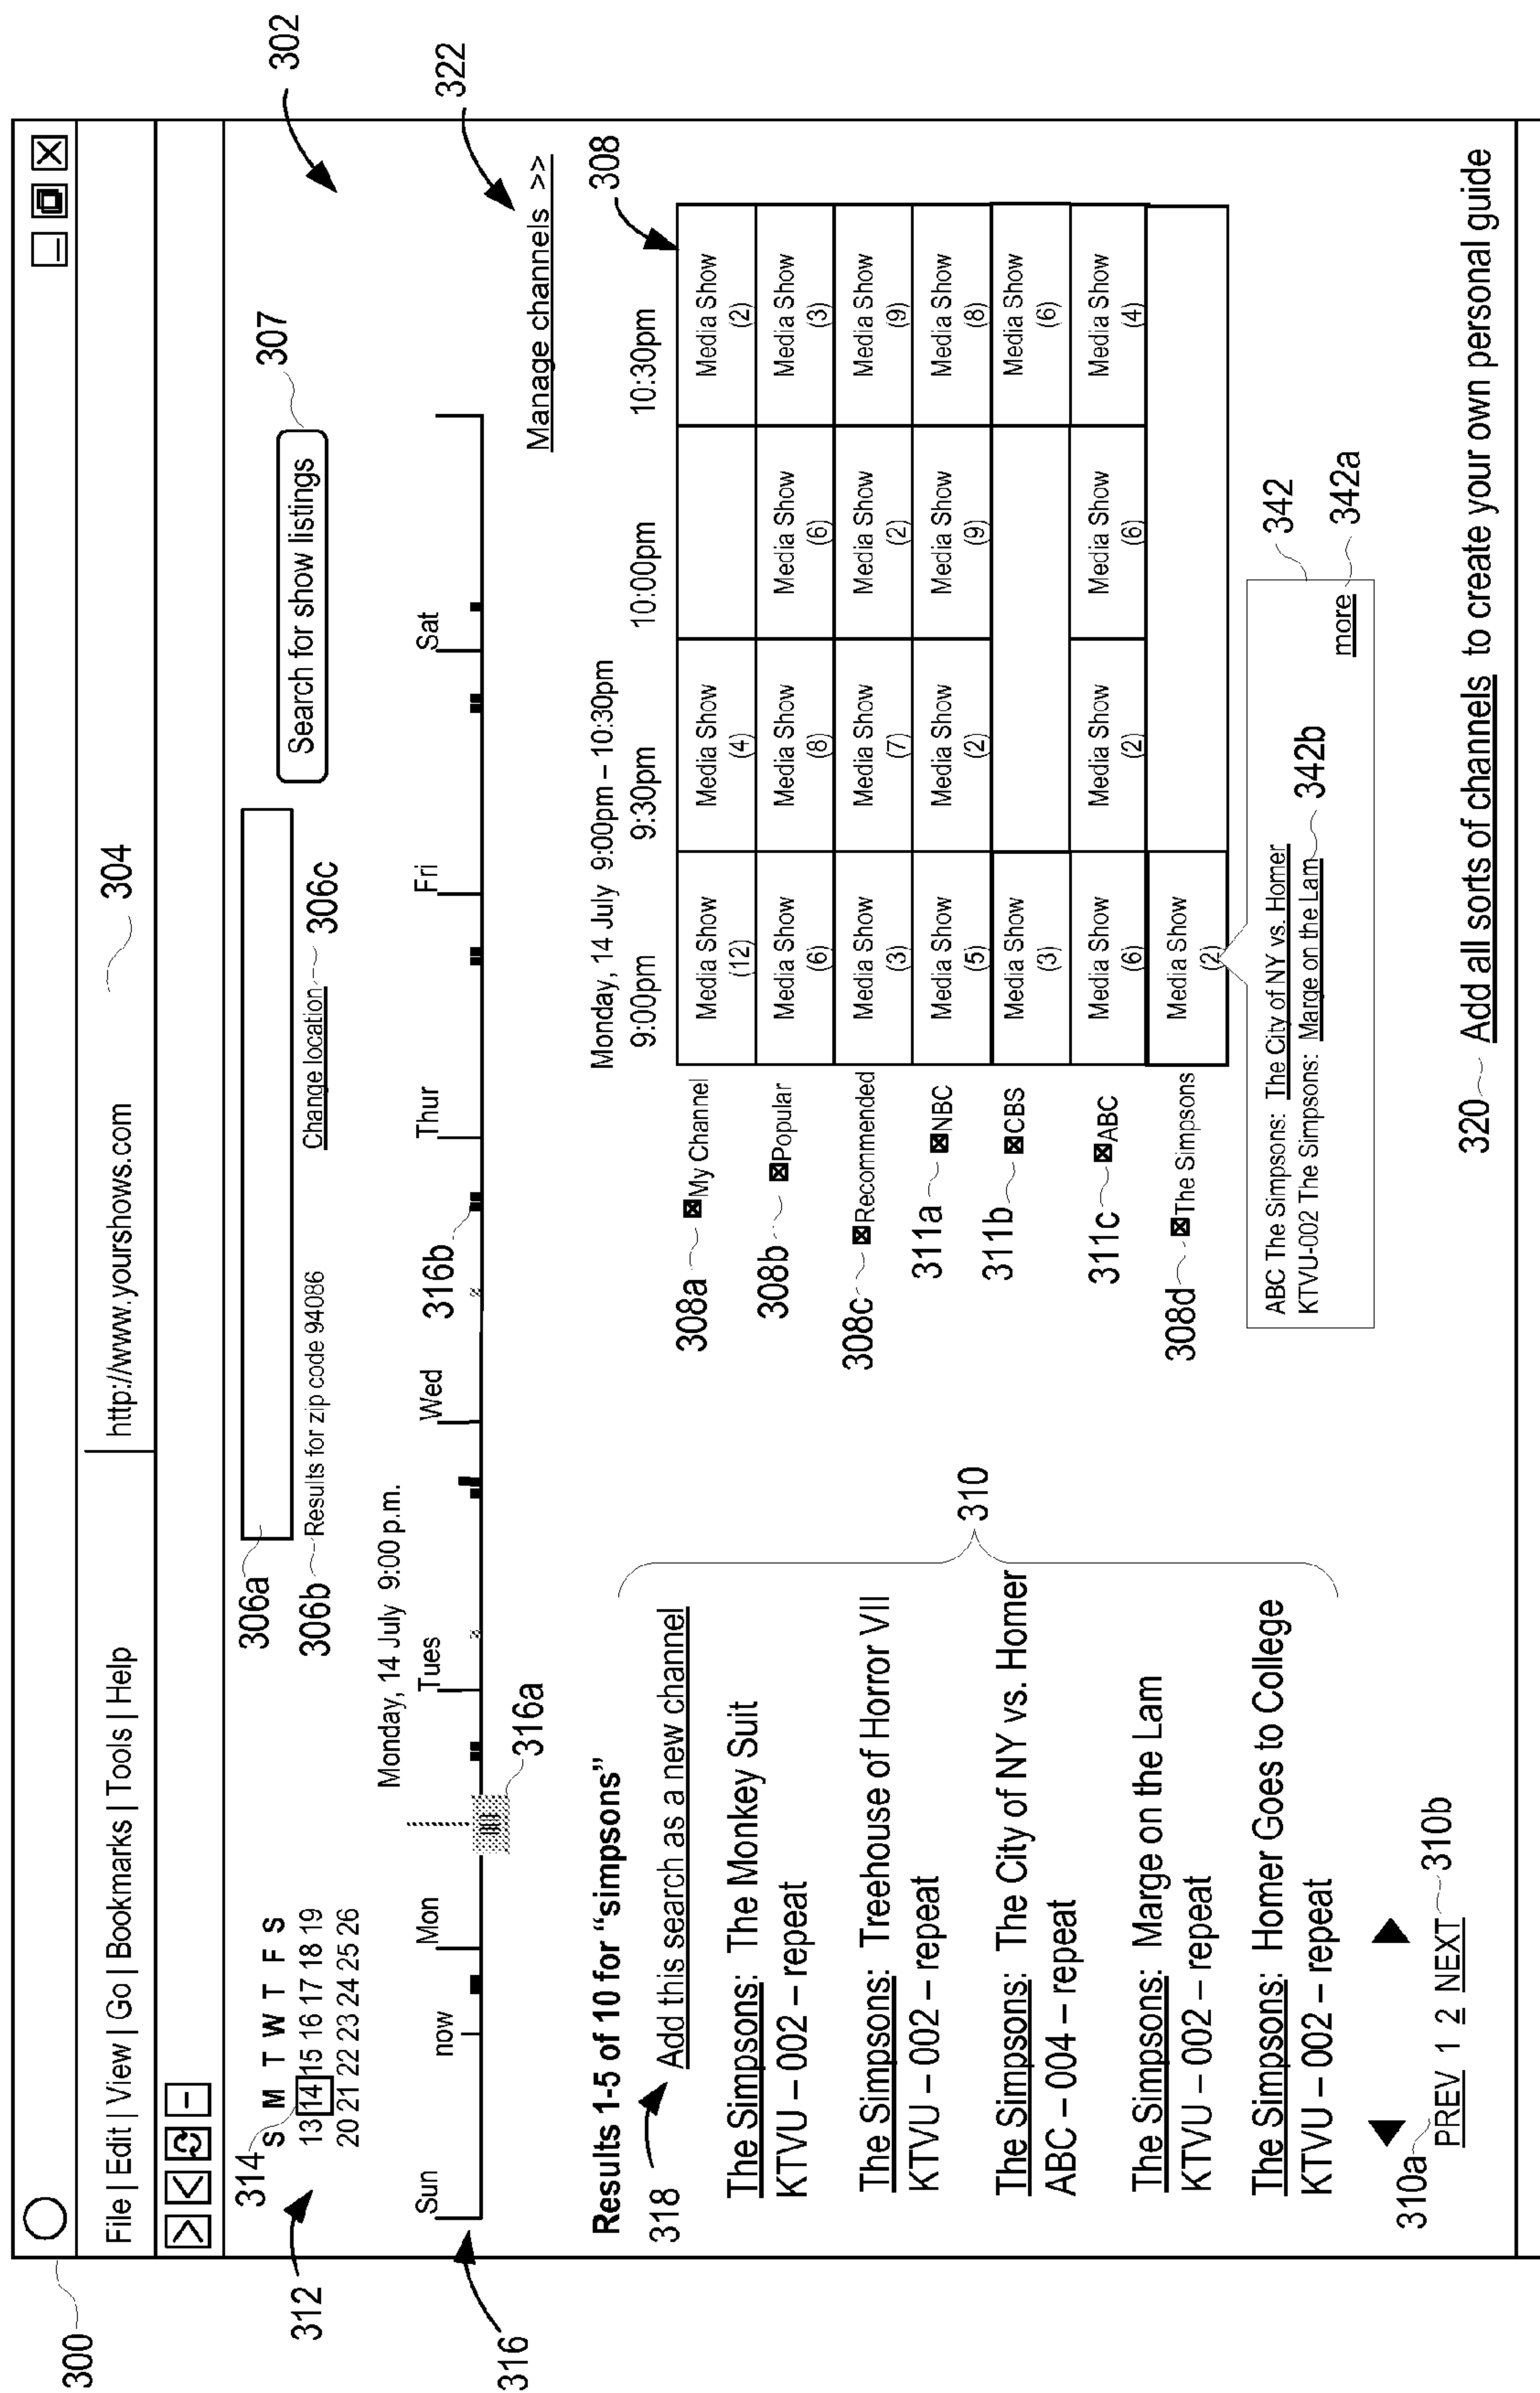 300
302
File | Edit | View | Go | Bookmarks | Tools | Help
http://www.yourshows.com
304
314
S M T W T F S
13 14 15 16 17 18 19
20 21 22 23 24 25 26
312
306a
Search for show listings
307
306b
Results for zip code 94086
Change location
306c
Monday, 14 July 9:00 p.m.
Sun
now
Mon
Tues
Wed
Thur
Fri
Sat
316
316a
316b
322
Manage channels >>
Results 1-5 of 10 for “simpsons”
318
Add this search as a new channel
The Simpsons: The Monkey Suit
KTVU – 002 – repeat
The Simpsons: Treehouse of Horror VII
KTVU – 002 – repeat
The Simpsons: The City of NY vs. Homer
ABC – 004 – repeat
The Simpsons: Marge on the Lam
KTVU – 002 – repeat
The Simpsons: Homer Goes to College
KTVU – 002 – repeat
310
310a
PREV 1 2 NEXT
310b
Monday, 14 July 9:00pm – 10:30pm
9:00pm 9:30pm 10:00pm 10:30pm
308
308a My Channel
Media Show Media Show Media Show
(12) (4) (2)
308b Popular
Media Show Media Show Media Show Media Show
(6) (8) (6) (3)
308c Recommended
Media Show Media Show Media Show Media Show
(3) (7) (2) (9)
311a NBC
Media Show Media Show Media Show Media Show
(5) (2) (9) (8)
311b CBS
Media Show Media Show
(3) (6)
311c ABC
Media Show Media Show Media Show Media Show
(6) (2) (6) (4)
308d The Simpsons
Media Show
(2)
342
ABC The Simpsons: The City of NY vs. Homer
KTVU-002 The Simpsons: Marge on the Lam
342b
more
342a
320
Add all sorts of channels to create your own personal guide